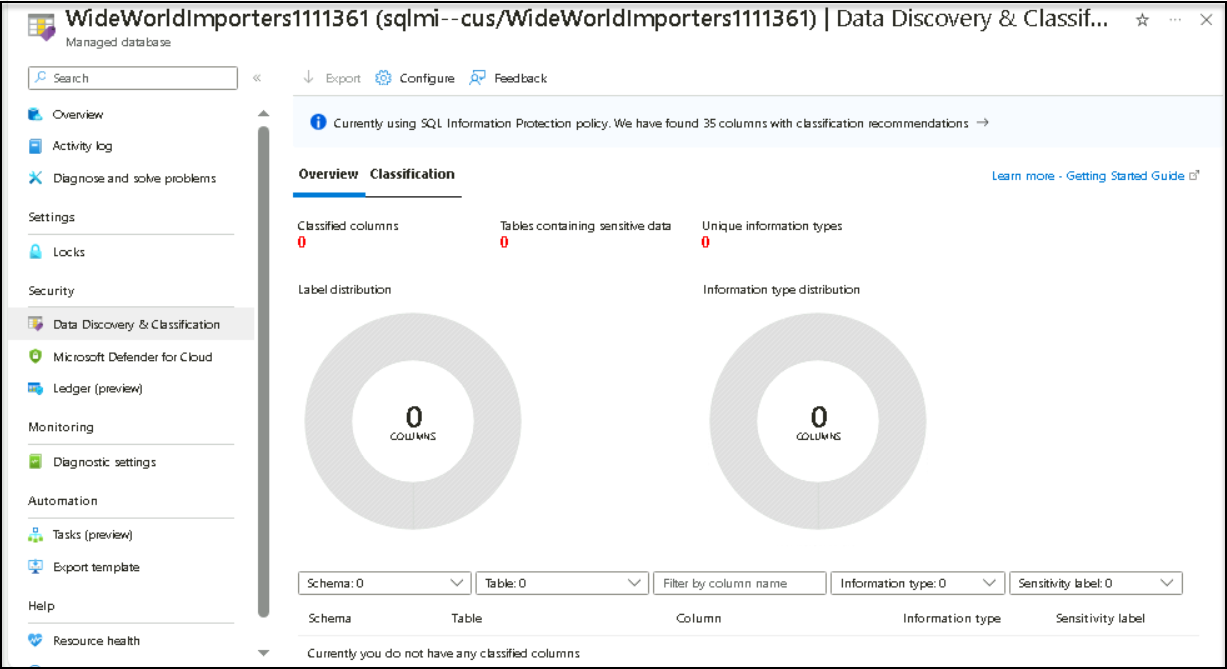 WideWorldImporters1111361 (sqlmi--cus/WideWorldImporters1111361) | Data Discovery & Classif...
Managed database
Search
Export Configure Feedback
Overview
Activity log
Diagnose and solve problems
Settings
Locks
Security
Data Discovery & Classification
Microsoft Defender for Cloud
Ledger (preview)
Monitoring
Diagnostic settings
Automation
Tasks (preview)
Export template
Help
Resource health
Currently using SQL Information Protection policy. We have found 35 columns with classification recommendations
Overview Classification
Learn more - Getting Started Guide
Classified columns Tables containing sensitive data Unique information types
0 0 0
Label distribution Information type distribution
0 0
COLUMNS COLUMNS
Schema: 0 Table: 0 Filter by column name Information type: 0 Sensitivity label: 0
Schema Table Column Information type Sensitivity label
Currently you do not have any classified columns